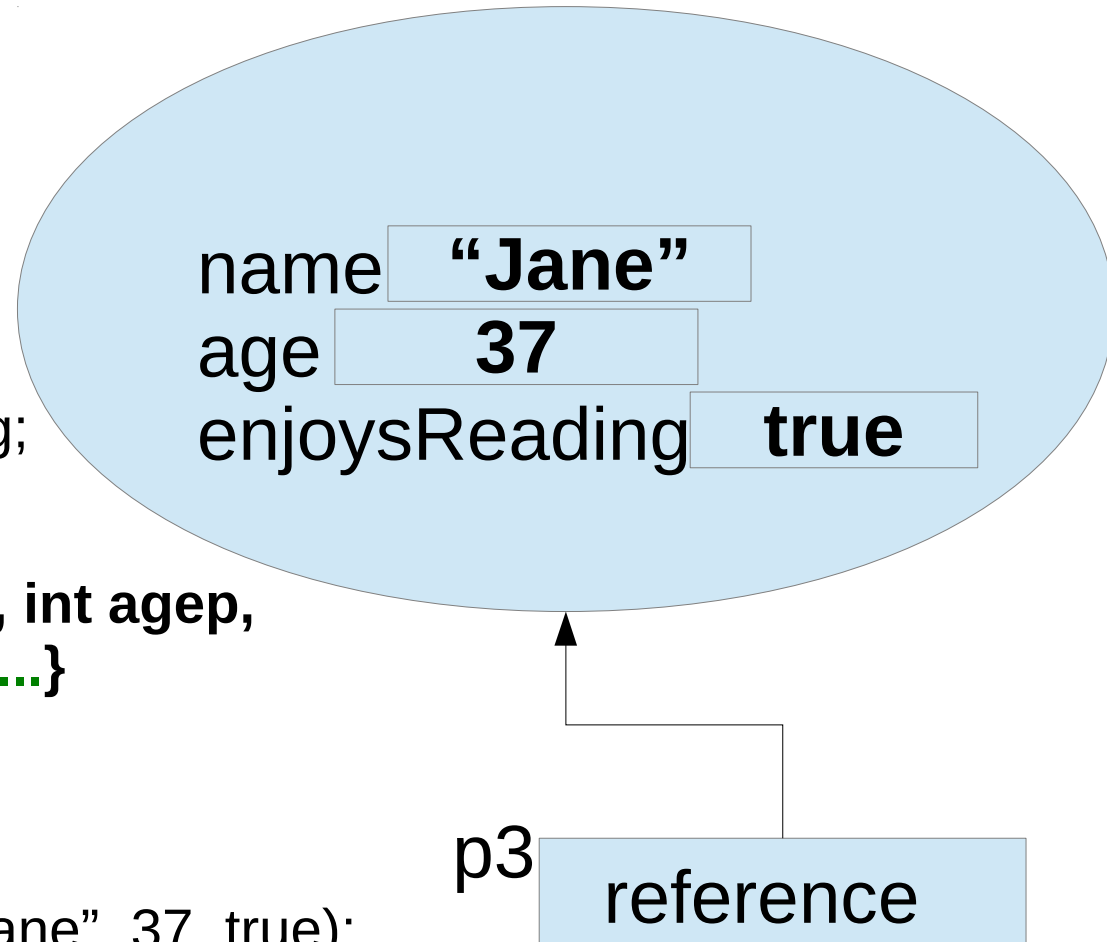 name “Jane”
age 37
enjoysReading true
g;
, int agep,
...}
p3
reference
ane”, 37, true);